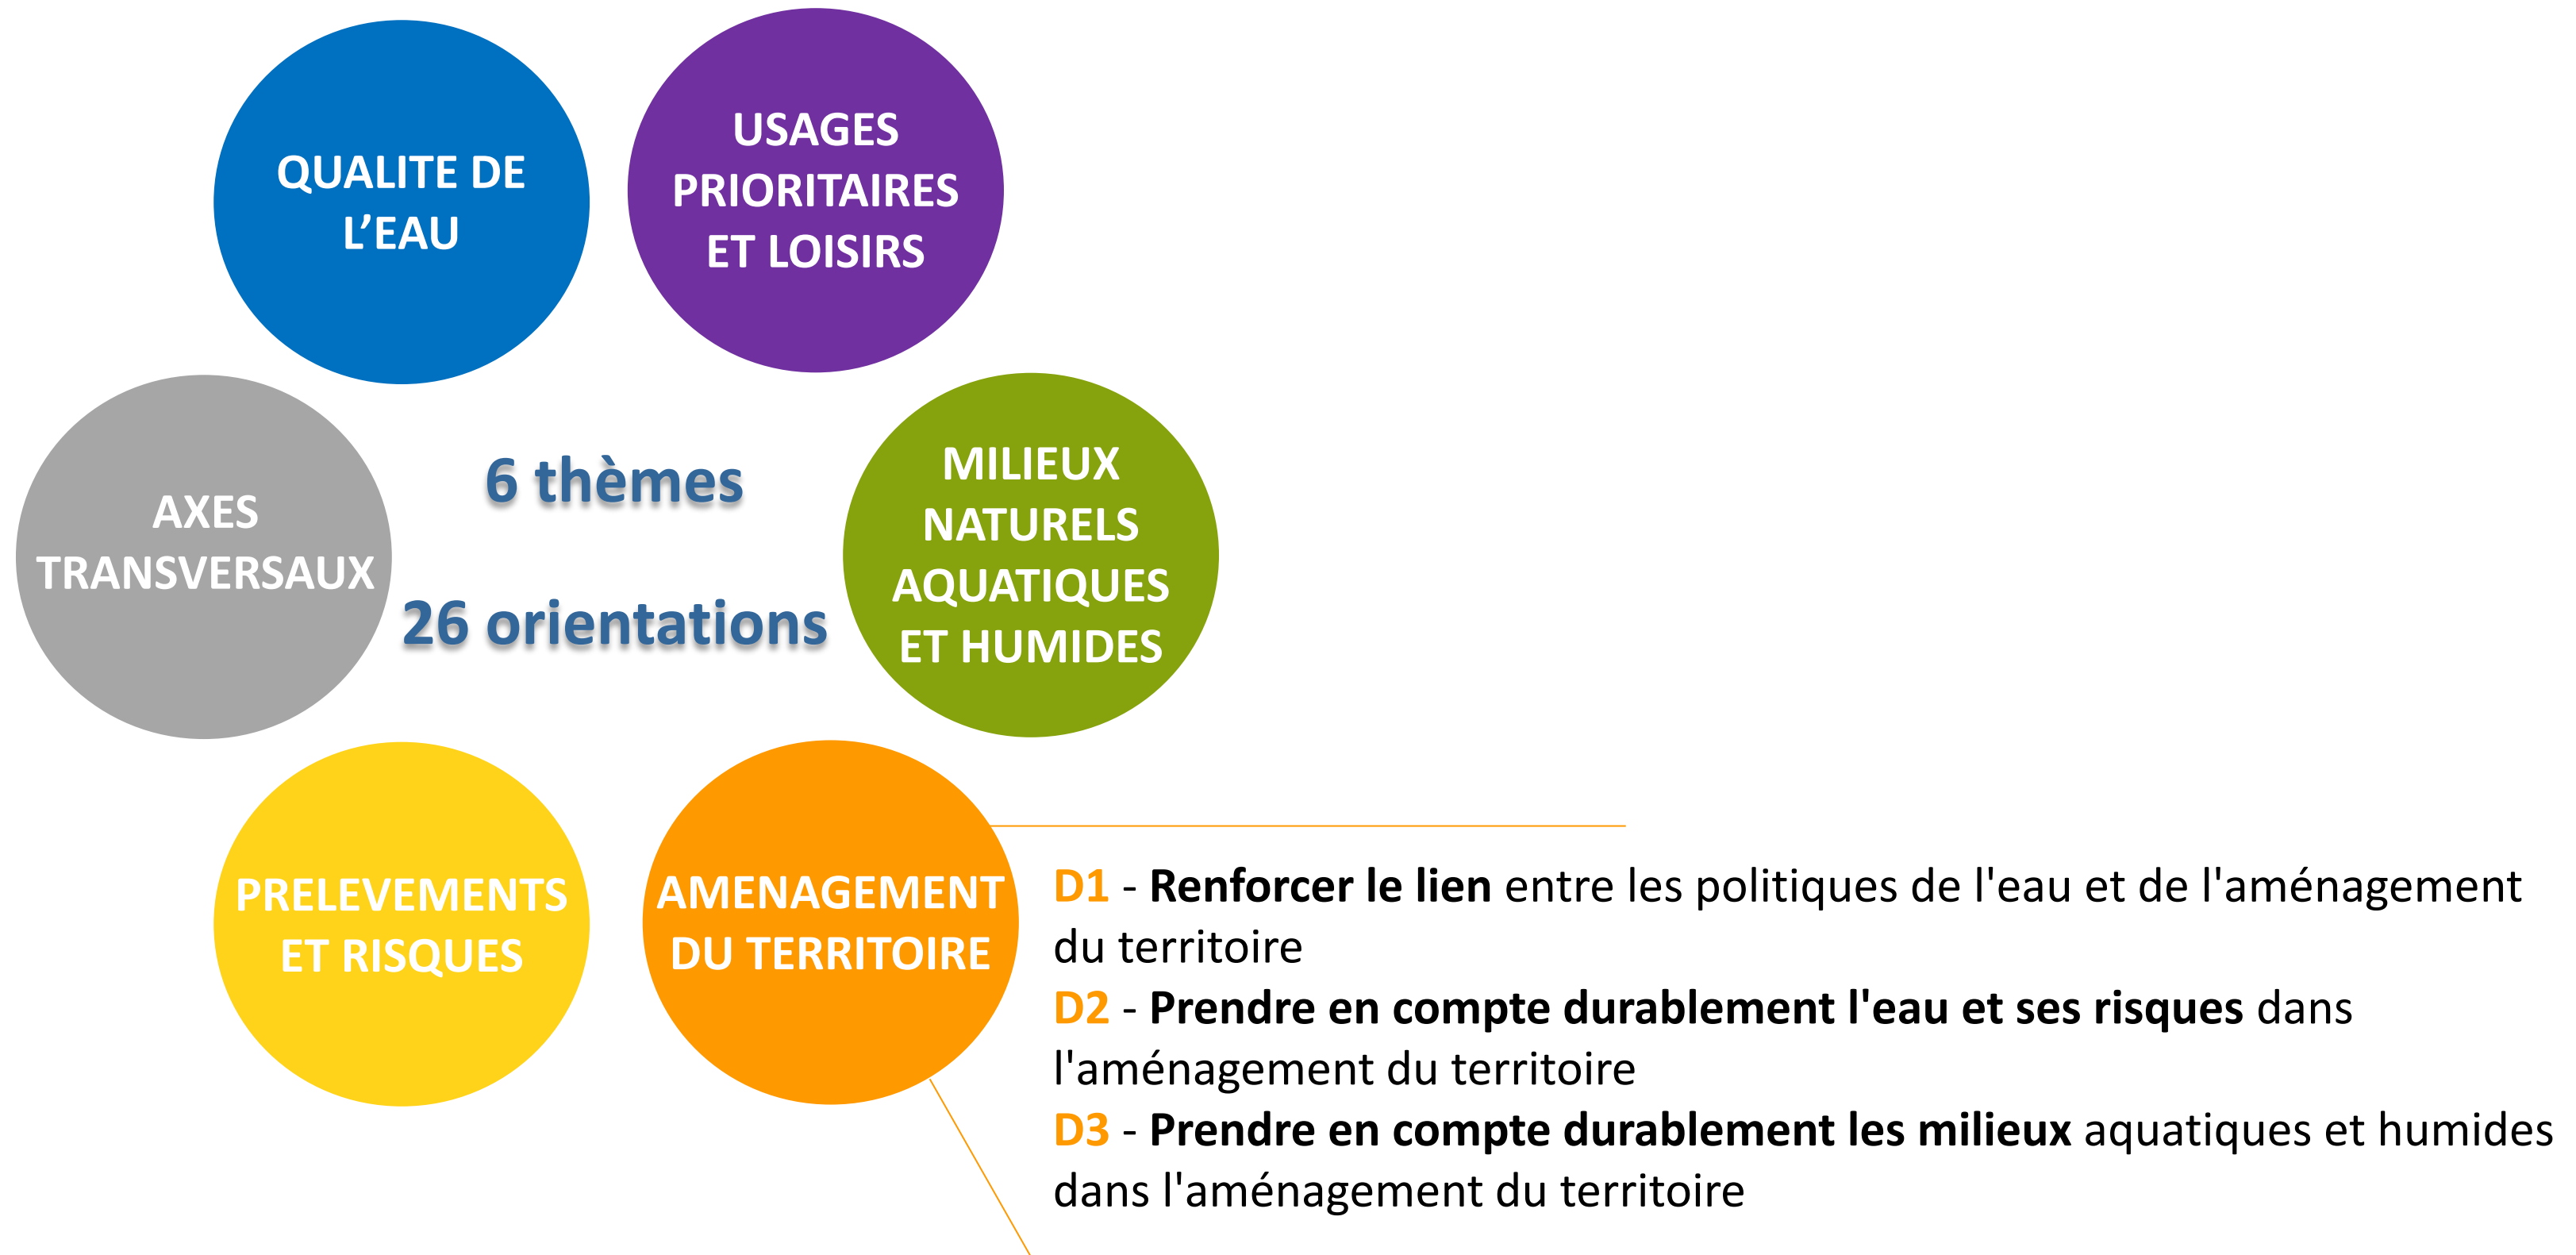 QUALITE DE
L’EAU
USAGES
PRIORITAIRES
ET LOISIRS
AXES
TRANSVERSAUX
6 thèmes
26 orientations
MILIEUX
NATURELS
AQUATIQUES
ET HUMIDES
PRELEVEMENTS
ET RISQUES
AMENAGEMENT
DU TERRITOIRE
D1 - Renforcer le lien entre les politiques de l'eau et de l'aménagement
du territoire
D2 - Prendre en compte durablement l'eau et ses risques dans
l'aménagement du territoire
D3 - Prendre en compte durablement les milieux aquatiques et humides
dans l'aménagement du territoire